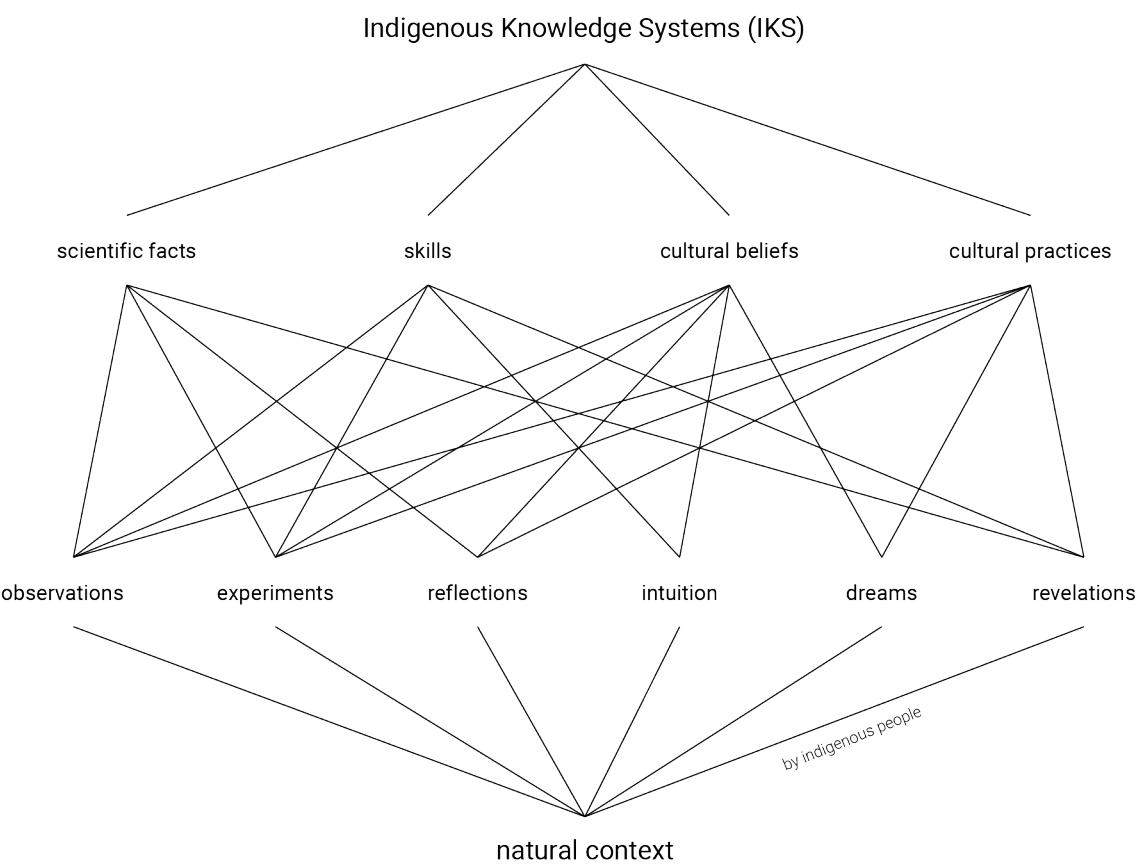 Indigenous Knowledge Systems (IKS)
scientific facts
skills
cultural beliefs
cultural practices
observations
experiments
reflections
intuition
dreams
revelations
by indigenous people
natural context